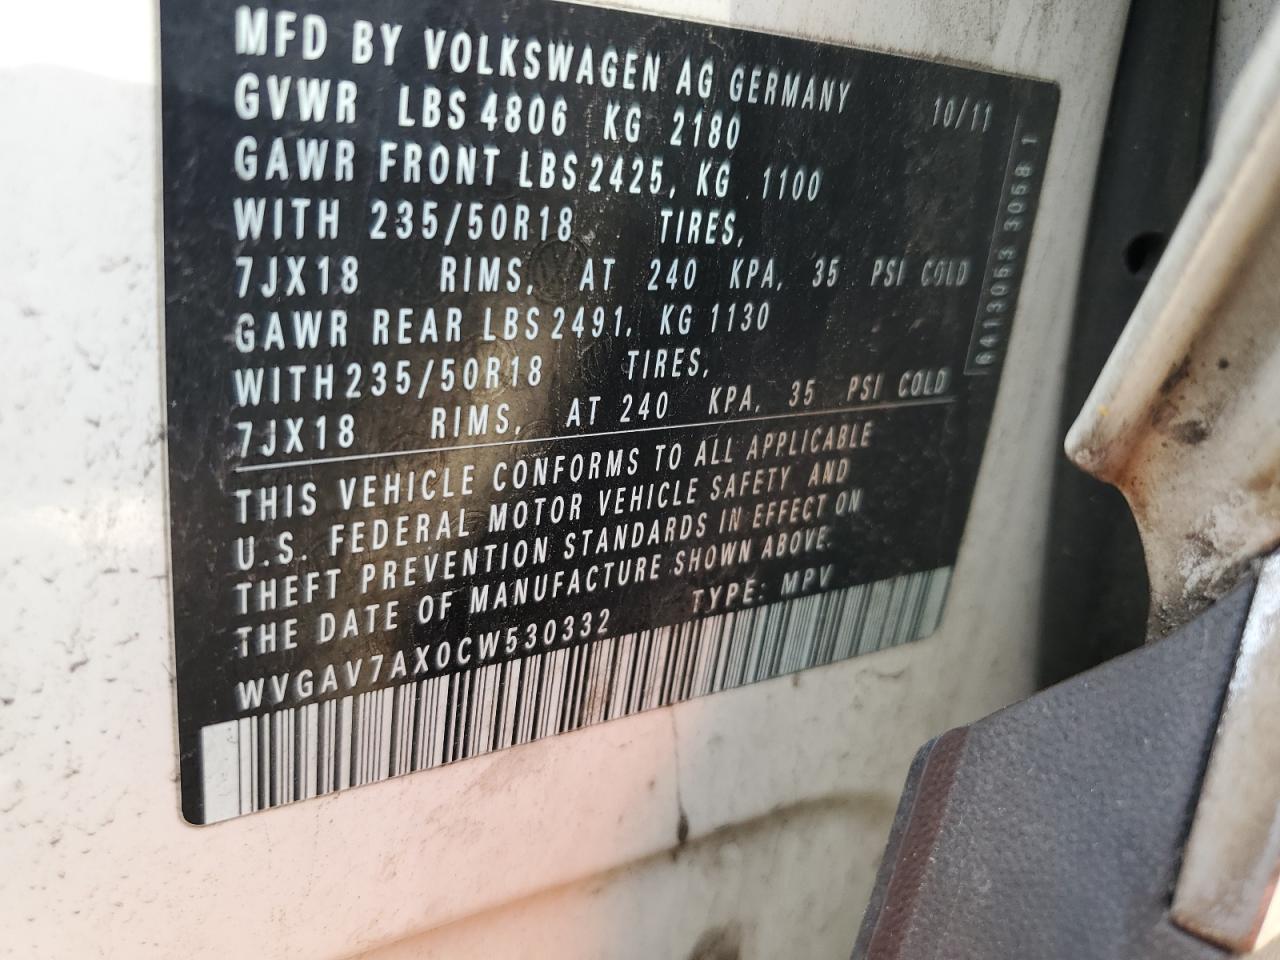 MFD BY VOLKSWAGEN AG GERMANY 10/11
GVWR LBS 4806 KG 2180
GAWR FRONT LBS 2425, KG 1100
WITH 235/50R18 TIRES,
7JX18 RIMS, AT 240 KPA, 35 PSI COLD
GAWR REAR LBS 2491, KG 1130
WITH 235/50R18 TIRES,
7JX18 RIMS, AT 240 KPA, 35 PSI COLD
THIS VEHICLE CONFORMS TO ALL APPLICABLE
U.S. FEDERAL MOTOR VEHICLE SAFETY AND
THEFT PREVENTION STANDARDS IN EFFECT ON
THE DATE OF MANUFACTURE SHOWN ABOVE.
WVGAV7AX0CW530332 TYPE: MPV